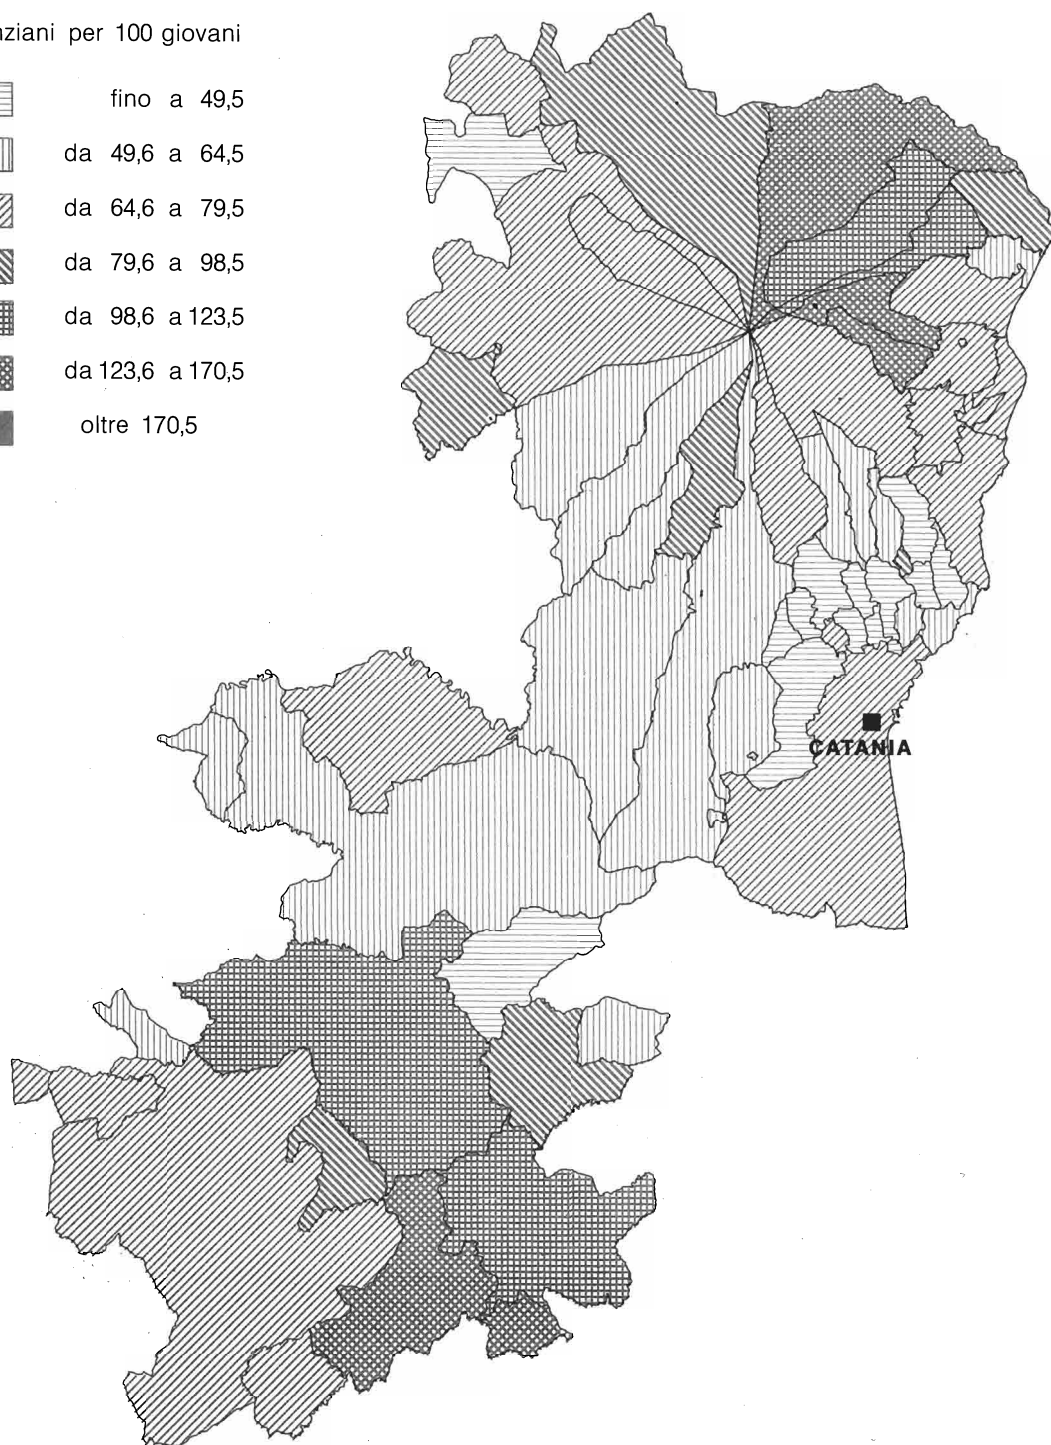 nziani per 100 giovani
fino a 49,5
da 49,6 a 64,5
da 64,6 a 79,5
da 79,6 a 98,5
da 98,6 a 123,5
da 123,6 a 170,5
oltre 170,5
CATANIA